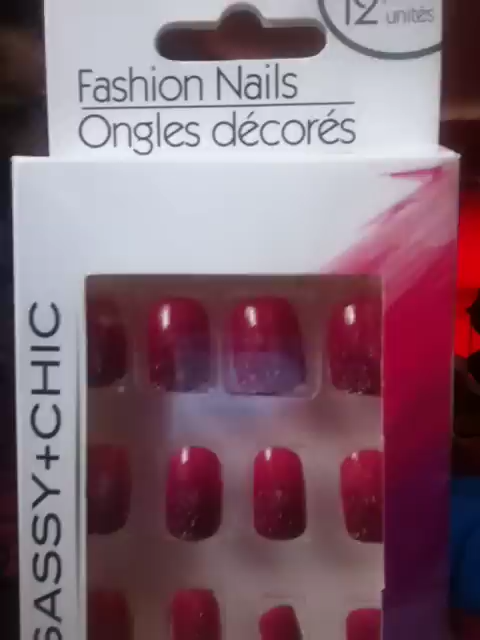 12
unités
Fashion Nails
Ongles décorés
SASSY+CHIC